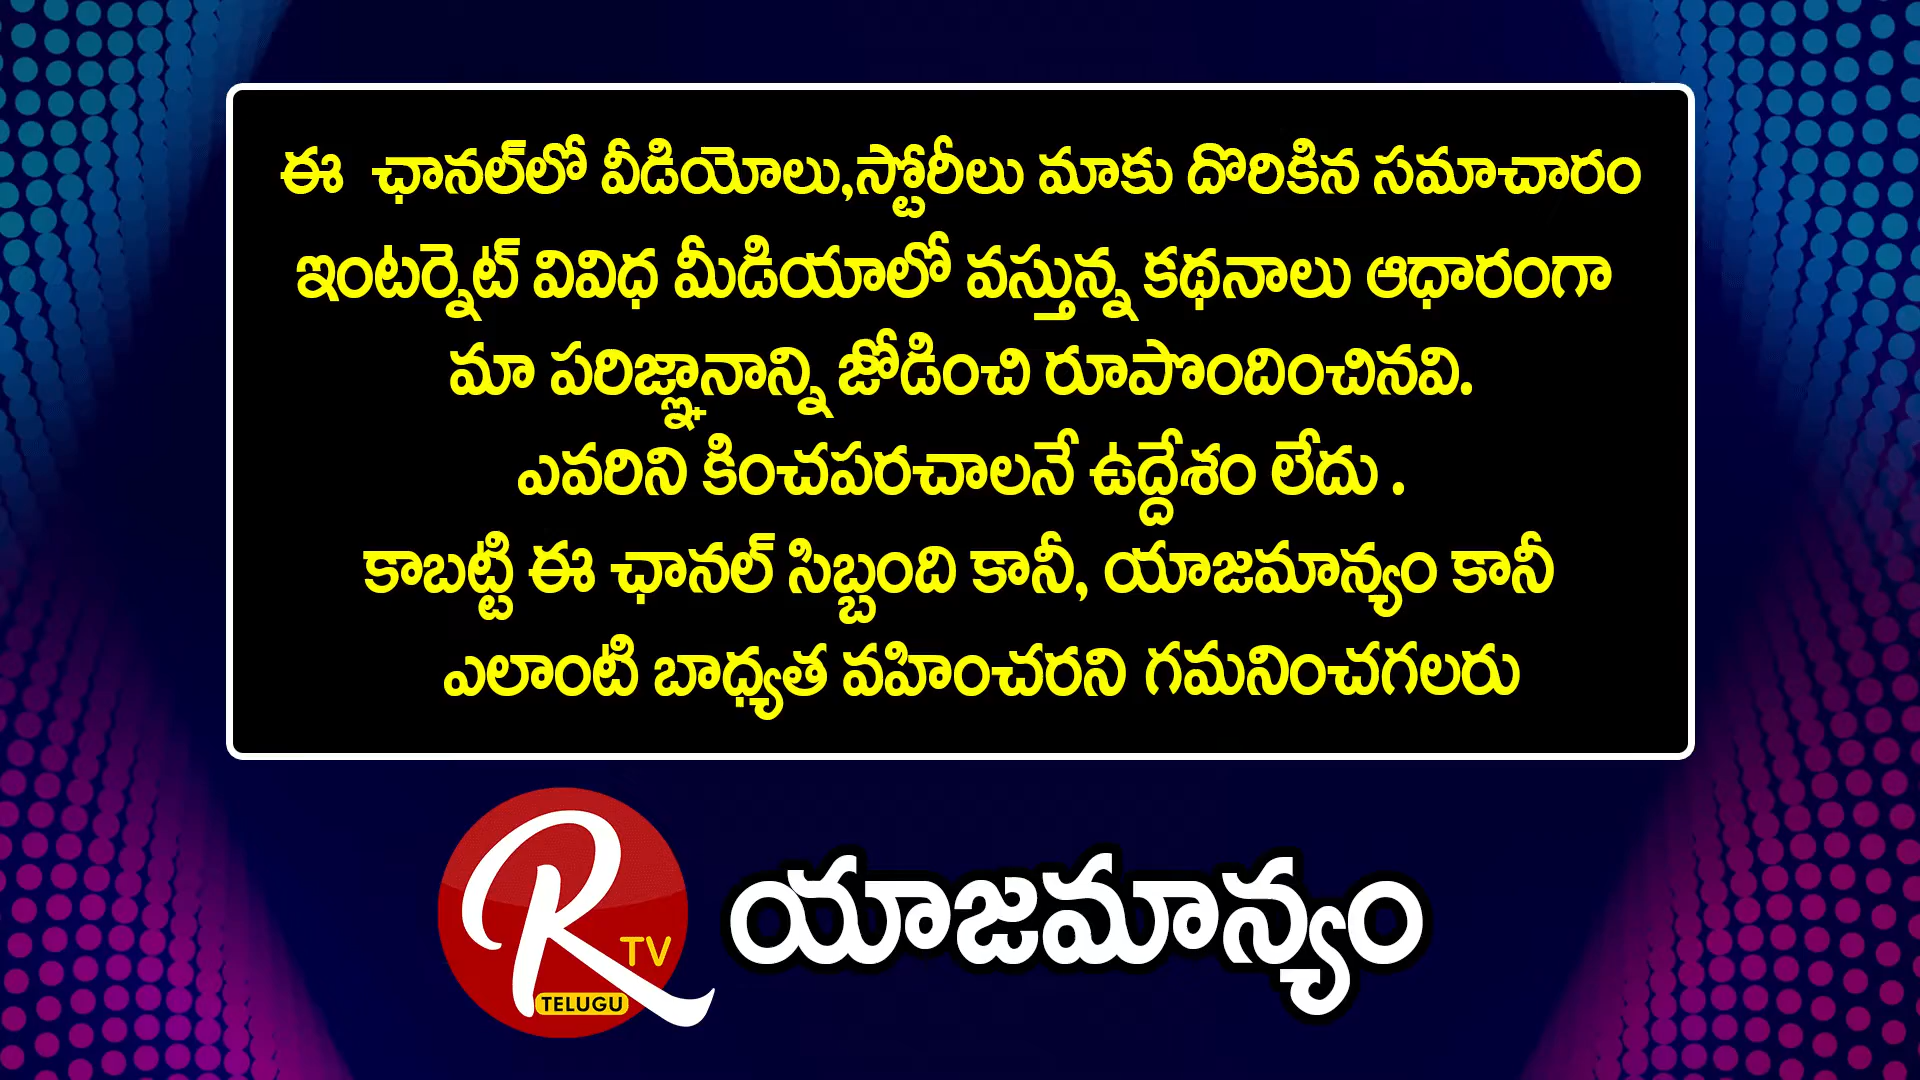 ఈ ఛానల్‌లో వీడియోలు,స్టోరీలు మాకు దొరికిన సమాచారం
ఇంటర్నెట్ వివిధ మీడియాలో వస్తున్న కథనాలు ఆధారంగా
మా పరిజ్ఞానాన్ని జోడించి రూపొందించినవి.
ఎవరిని కించపరచాలనే ఉద్దేశం లేదు .
కాబట్టి ఈ ఛానల్ సిబ్బంది కానీ, యాజమాన్యం కానీ
ఎలాంటి బాధ్యత వహించరని గమనించగలరు
R TV
TELUGU
యాజమాన్యం